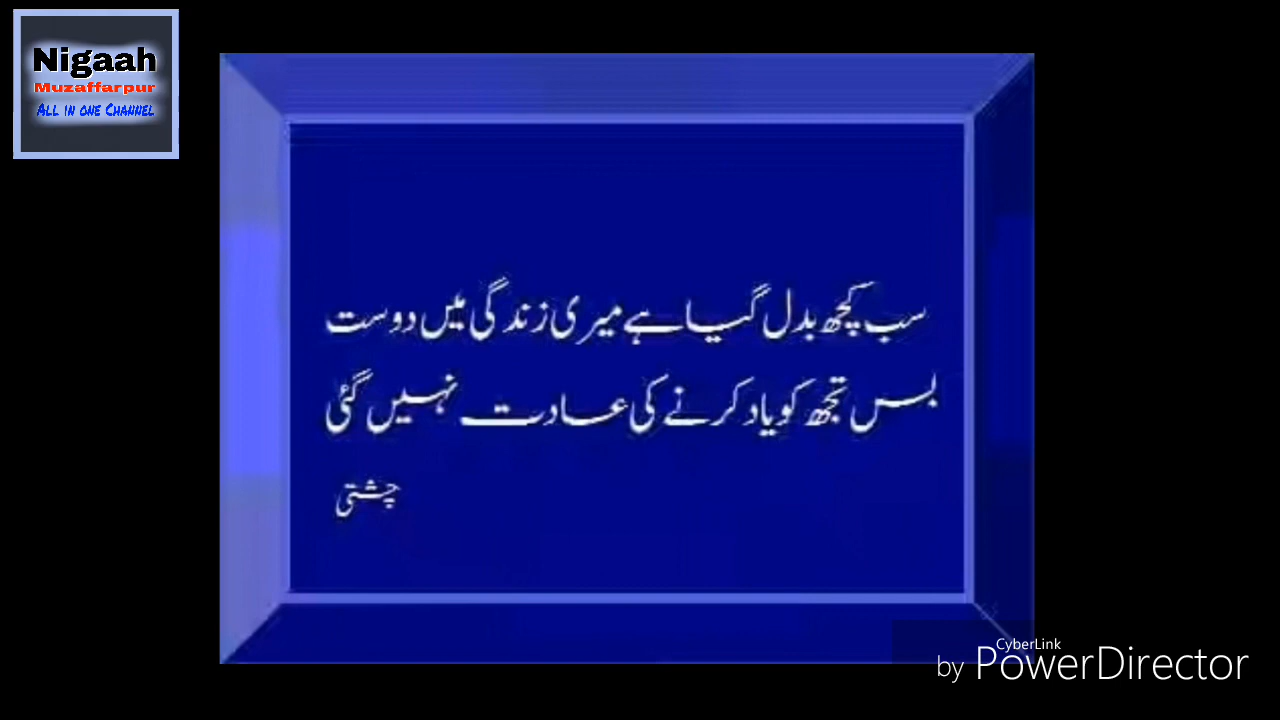 Nigaah
Muzaffarpur
ALL IN ONE CHANNEL
سب کچھ بدل گیا ہے میری زندگی میں دوست
بس تجھ کو یاد کرنے کی عادت نہیں گئی
چشتی
CyberLink
by PowerDirector